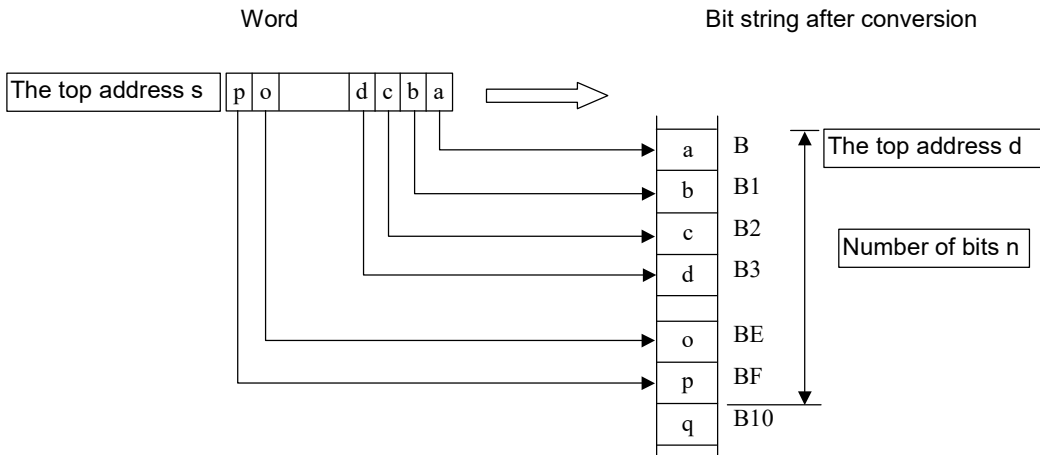 Word
Bit string after conversion
The top address s
p o d c b a
a B
The top address d
b B1
c B2
Number of bits n
d B3
o BE
p BF
q B10